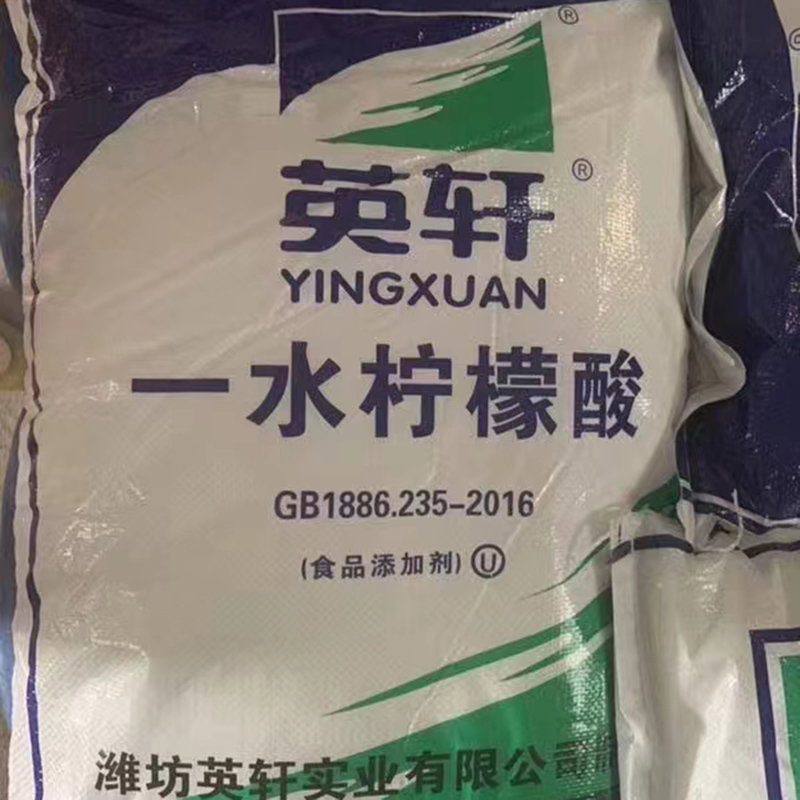 ®
英轩®
YINGXUAN
一水柠檬酸
GB1886.235-2016
(食品添加剂) Ⓤ
潍坊英轩实业有限公司